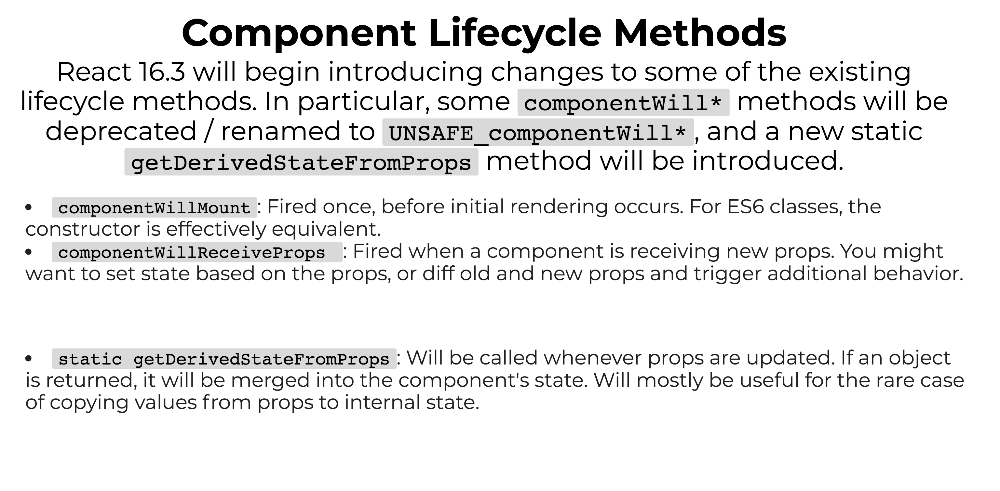 Component Lifecycle Methods
React 16.3 will begin introducing changes to some of the existing
lifecycle methods. In particular, some componentWill* methods will be
deprecated / renamed to UNSAFE_componentWill*, and a new static
getDerivedStateFromProps method will be introduced.
• componentWillMount: Fired once, before initial rendering occurs. For ES6 classes, the
constructor is effectively equivalent.
• componentWillReceiveProps : Fired when a component is receiving new props. You might
want to set state based on the props, or diff old and new props and trigger additional behavior.
• static getDerivedStateFromProps: Will be called whenever props are updated. If an object
is returned, it will be merged into the component's state. Will mostly be useful for the rare case
of copying values from props to internal state.